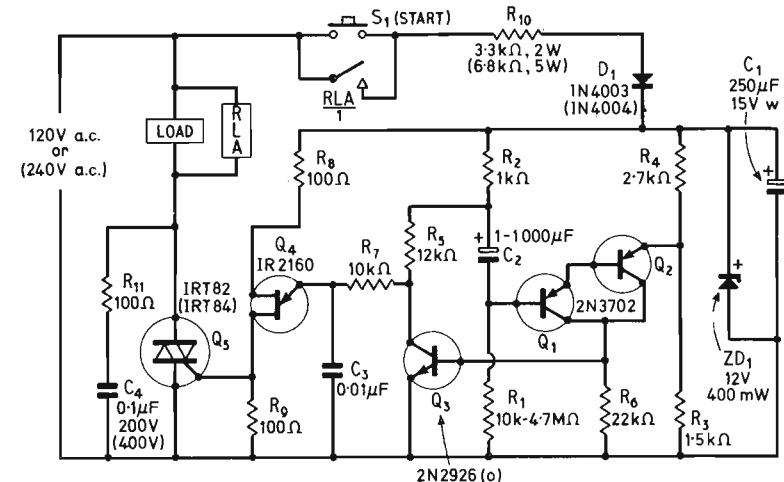 S₁ (START)
R₁₀
3·3kΩ, 2W
(6·8kΩ, 5W)
D₁
IN4003
(IN4004)
C₁
250μF
15V w
+
RLA
1
LOAD
R
L
A
120V a.c.
or
(240V a.c.)
R₈
100Ω
R₂
1kΩ
R₄
2·7kΩ
Q₄
IR2160
R₇
10kΩ
R₅
12kΩ
+
1-1000μF
C₂
Q₂
2N3702
Q₁
+
ZD₁
12V
400 mW
R₁₁
100Ω
IRT82
(IRT84)
Q₅
C₃
0·01μF
Q₃
C₄
0·1μF
200V
(400V)
R₉
100Ω
R₁
10k-4·7MΩ
R₆
22kΩ
R₃
1·5kΩ
2N2926 (o)